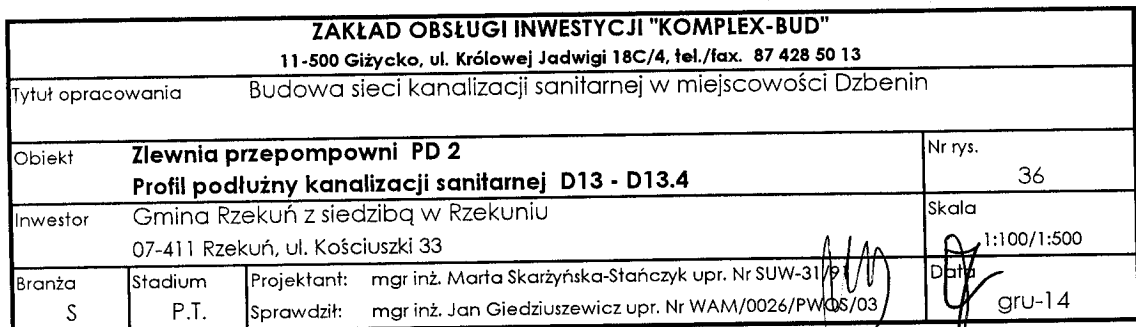 ZAKŁAD OBSŁUGI INWESTYCJI "KOMPLEX-BUD"
11-500 Giżycko, ul. Królowej Jadwigi 18C/4, tel./fax. 87 428 50 13
Tytuł opracowania Budowa sieci kanalizacji sanitarnej w miejscowości Dzbenin
Obiekt Zlewnia przepompowni PD 2
Profil podłużny kanalizacji sanitarnej D13 - D13.4
Nr rys.
36
Inwestor Gmina Rzekuń z siedzibą w Rzekuniu
07-411 Rzekuń, ul. Kościuszki 33
Skala
1:100/1:500
Branża
S
Stadium
P.T.
Projektant: mgr inż. Marta Skarżyńska-Stańczyk upr. Nr SUW-31/91
Sprawdził: mgr inż. Jan Giedziuszewicz upr. Nr WAM/0026/PWOS/03
Data
gru-14